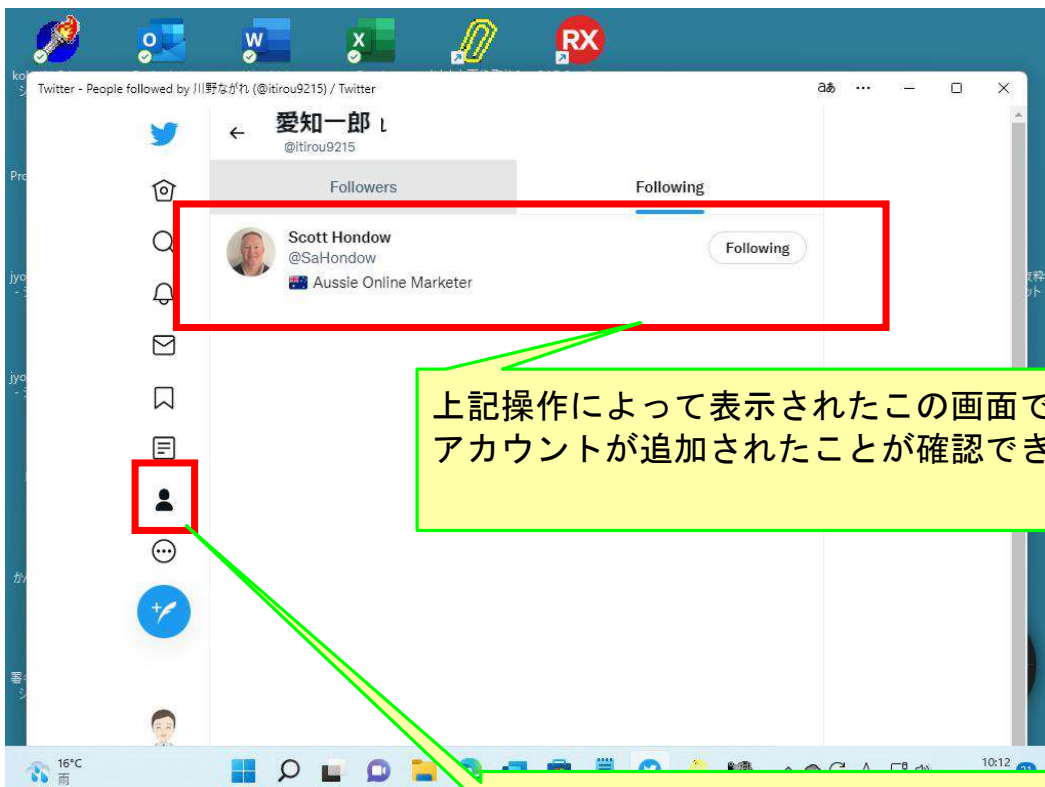 Twitter - People followed by 川野ながれ (@itirou9215) / Twitter
aあ
愛知一郎
@itirou9215
Followers
Following
Scott Hondow
@SaHondow
Aussie Online Marketer
Following
上記操作によって表示されたこの画面で
アカウントが追加されたことが確認でき
16°C
雨
10:12
21